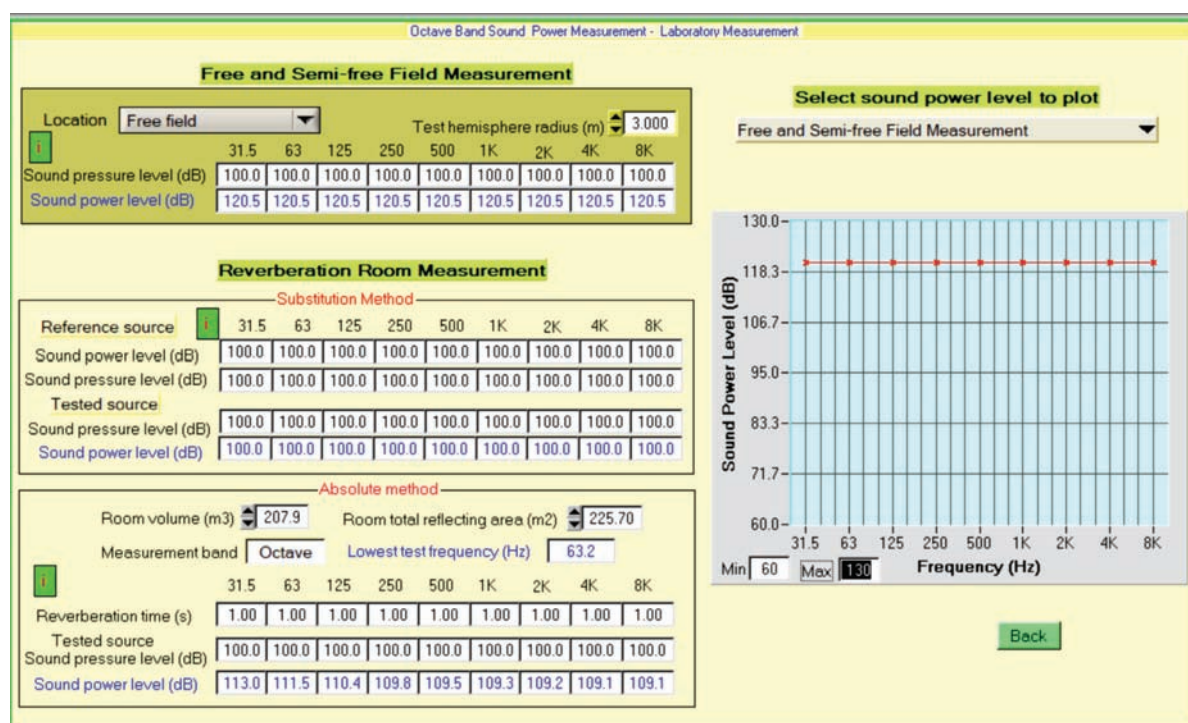 Octave Band Sound Power Measurement - Laboratory Measurement
Free and Semi-free Field Measurement
Location Free field Test hemisphere radius (m) 3.000
i
31.5 63 125 250 500 1K 2K 4K 8K
Sound pressure level (dB) 100.0 100.0 100.0 100.0 100.0 100.0 100.0 100.0 100.0
Sound power level (dB) 120.5 120.5 120.5 120.5 120.5 120.5 120.5 120.5 120.5
Reverberation Room Measurement
Substitution Method
Reference source i 31.5 63 125 250 500 1K 2K 4K 8K
Sound power level (dB) 100.0 100.0 100.0 100.0 100.0 100.0 100.0 100.0 100.0
Sound pressure level (dB) 100.0 100.0 100.0 100.0 100.0 100.0 100.0 100.0 100.0
Tested source
Sound pressure level (dB) 100.0 100.0 100.0 100.0 100.0 100.0 100.0 100.0 100.0
Sound power level (dB) 100.0 100.0 100.0 100.0 100.0 100.0 100.0 100.0 100.0
Absolute method
Room volume (m3) 207.9 Room total reflecting area (m2) 225.70
Measurement band Octave Lowest test frequency (Hz) 63.2
i
31.5 63 125 250 500 1K 2K 4K 8K
Reverberation time (s) 1.00 1.00 1.00 1.00 1.00 1.00 1.00 1.00 1.00
Tested source
Sound pressure level (dB) 100.0 100.0 100.0 100.0 100.0 100.0 100.0 100.0 100.0
Sound power level (dB) 113.0 111.5 110.4 109.8 109.5 109.3 109.2 109.1 109.1
Select sound power level to plot
Free and Semi-free Field Measurement
Sound Power Level (dB)
130.0
118.3
106.7
95.0
83.3
71.7
60.0
31.5 63 125 250 500 1K 2K 4K 8K
Min 60 Max 130 Frequency (Hz)
Back